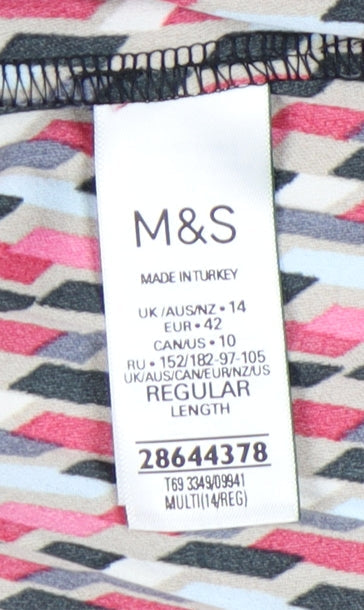 M&S
MADE IN TURKEY
UK/AUS/NZ • 14
EUR • 42
CAN/US • 10
RU • 152/182-97-105
UK/AUS/CAN/EUR/NZ/US
REGULAR
LENGTH
28644378
T69 3349/09941
MULTI(14/REG)